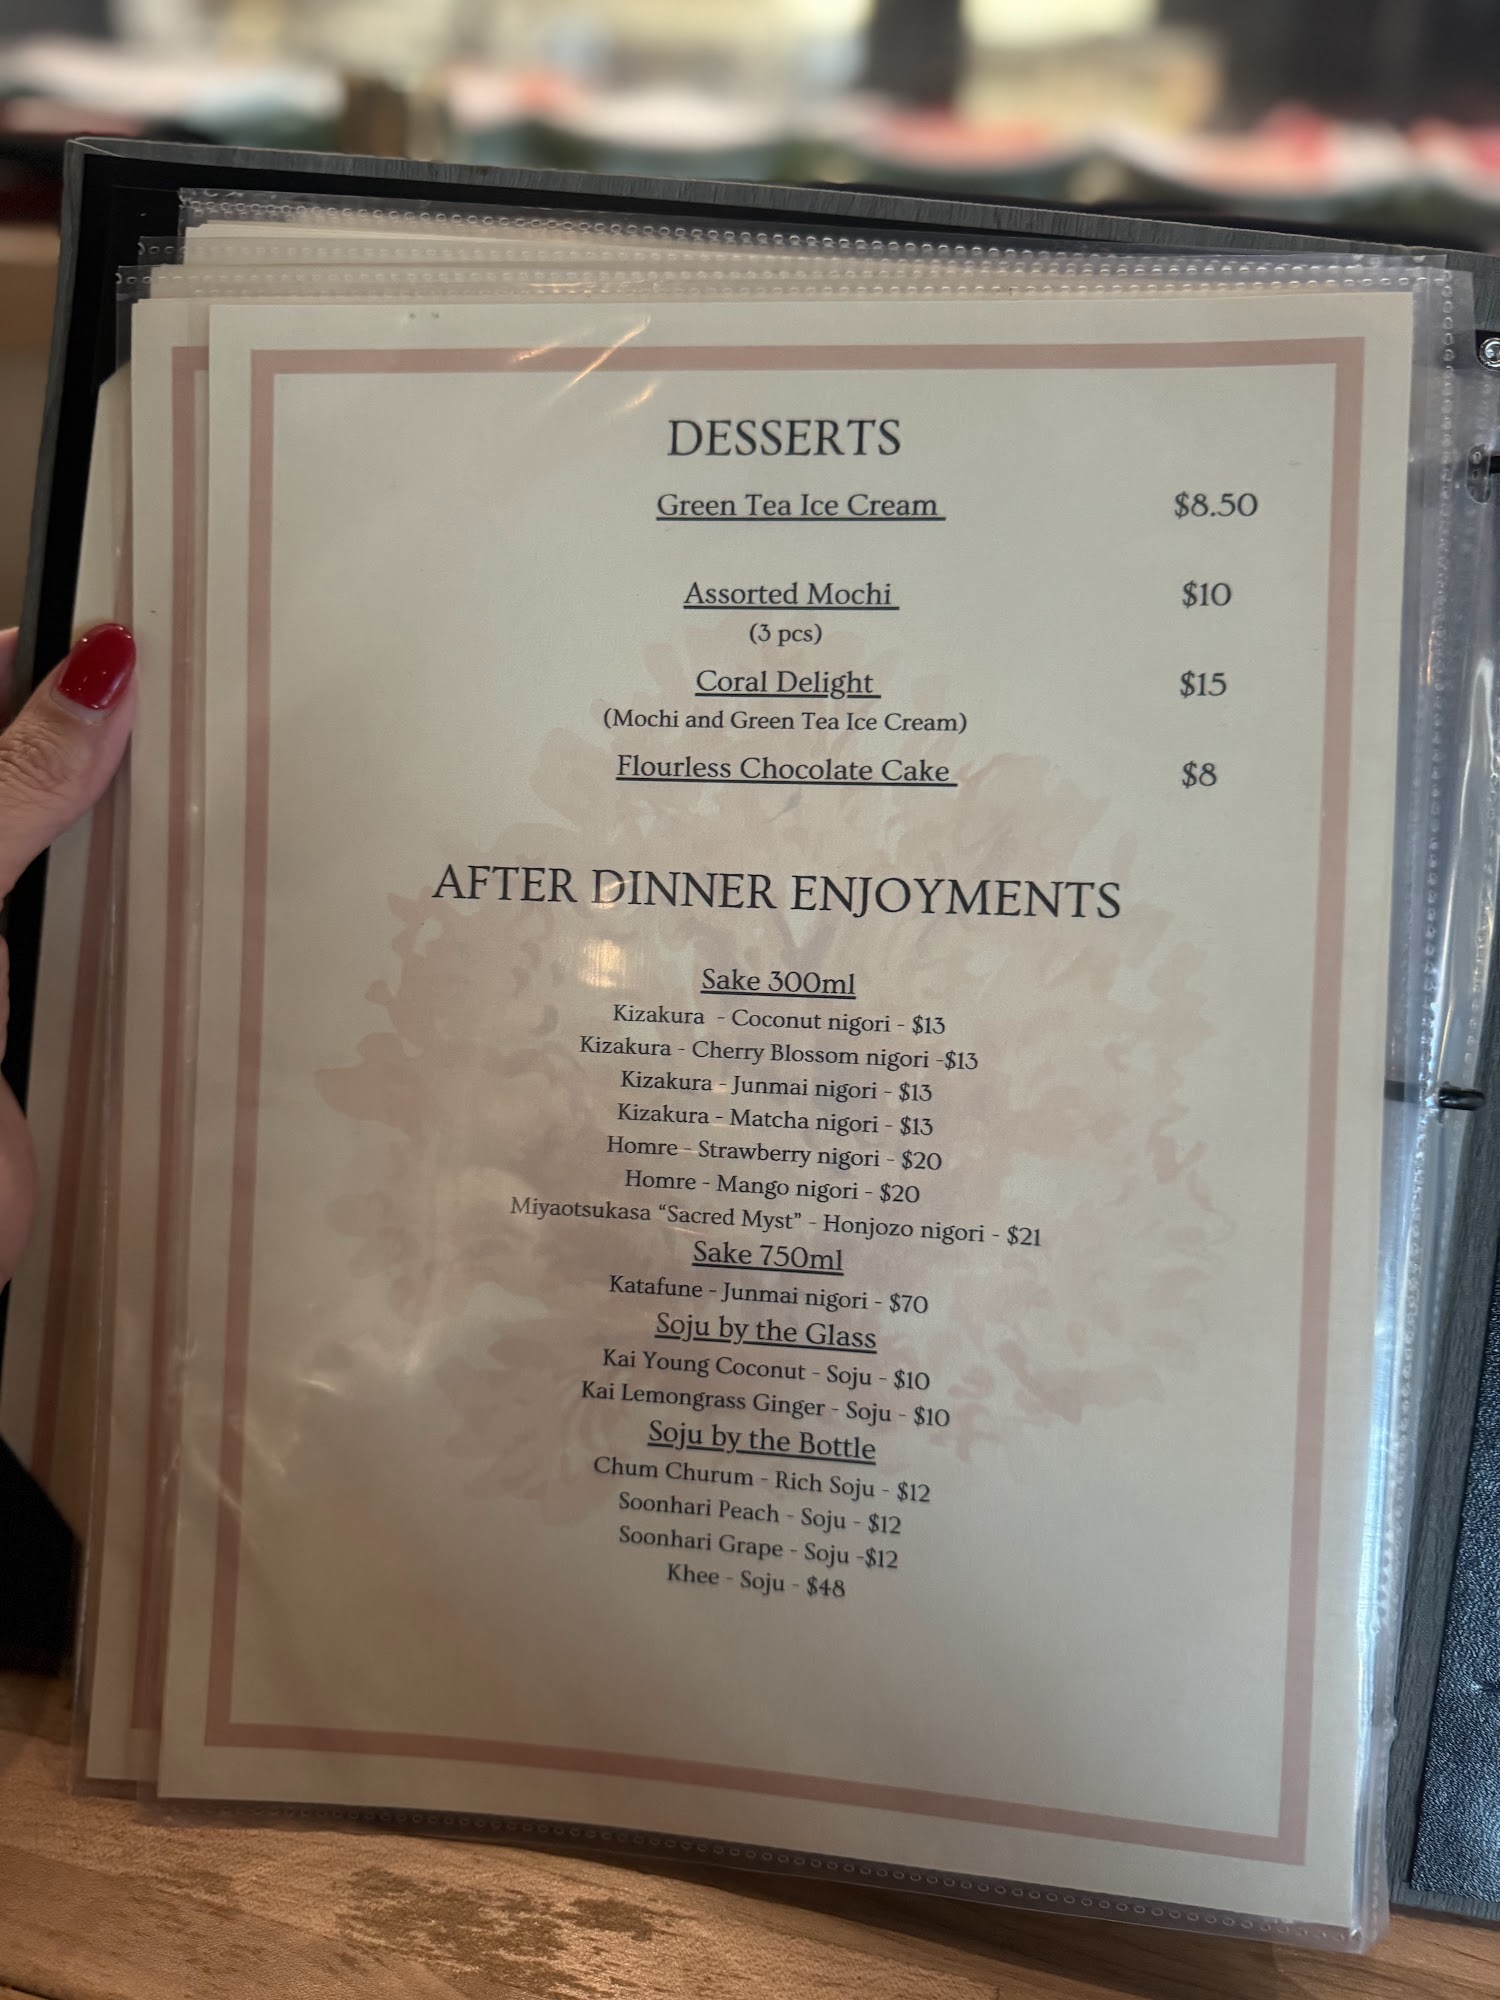 DESSERTS
Green Tea Ice Cream $8.50
Assorted Mochi $10
(3 pcs)
Coral Delight $15
(Mochi and Green Tea Ice Cream)
Flourless Chocolate Cake $8
AFTER DINNER ENJOYMENTS
Sake 300ml
Kizakura - Coconut nigori - $13
Kizakura - Cherry Blossom nigori -$13
Kizakura - Junmai nigori - $13
Kizakura - Matcha nigori - $13
Homre - Strawberry nigori - $20
Homre - Mango nigori - $20
Miyaotsukasa “Sacred Myst” - Honjozo nigori - $21
Sake 750ml
Katafune - Junmai nigori - $70
Soju by the Glass
Kai Young Coconut - Soju - $10
Kai Lemongrass Ginger - Soju - $10
Soju by the Bottle
Chum Churum - Rich Soju - $12
Soonhari Peach - Soju - $12
Soonhari Grape - Soju -$12
Khee - Soju - $48